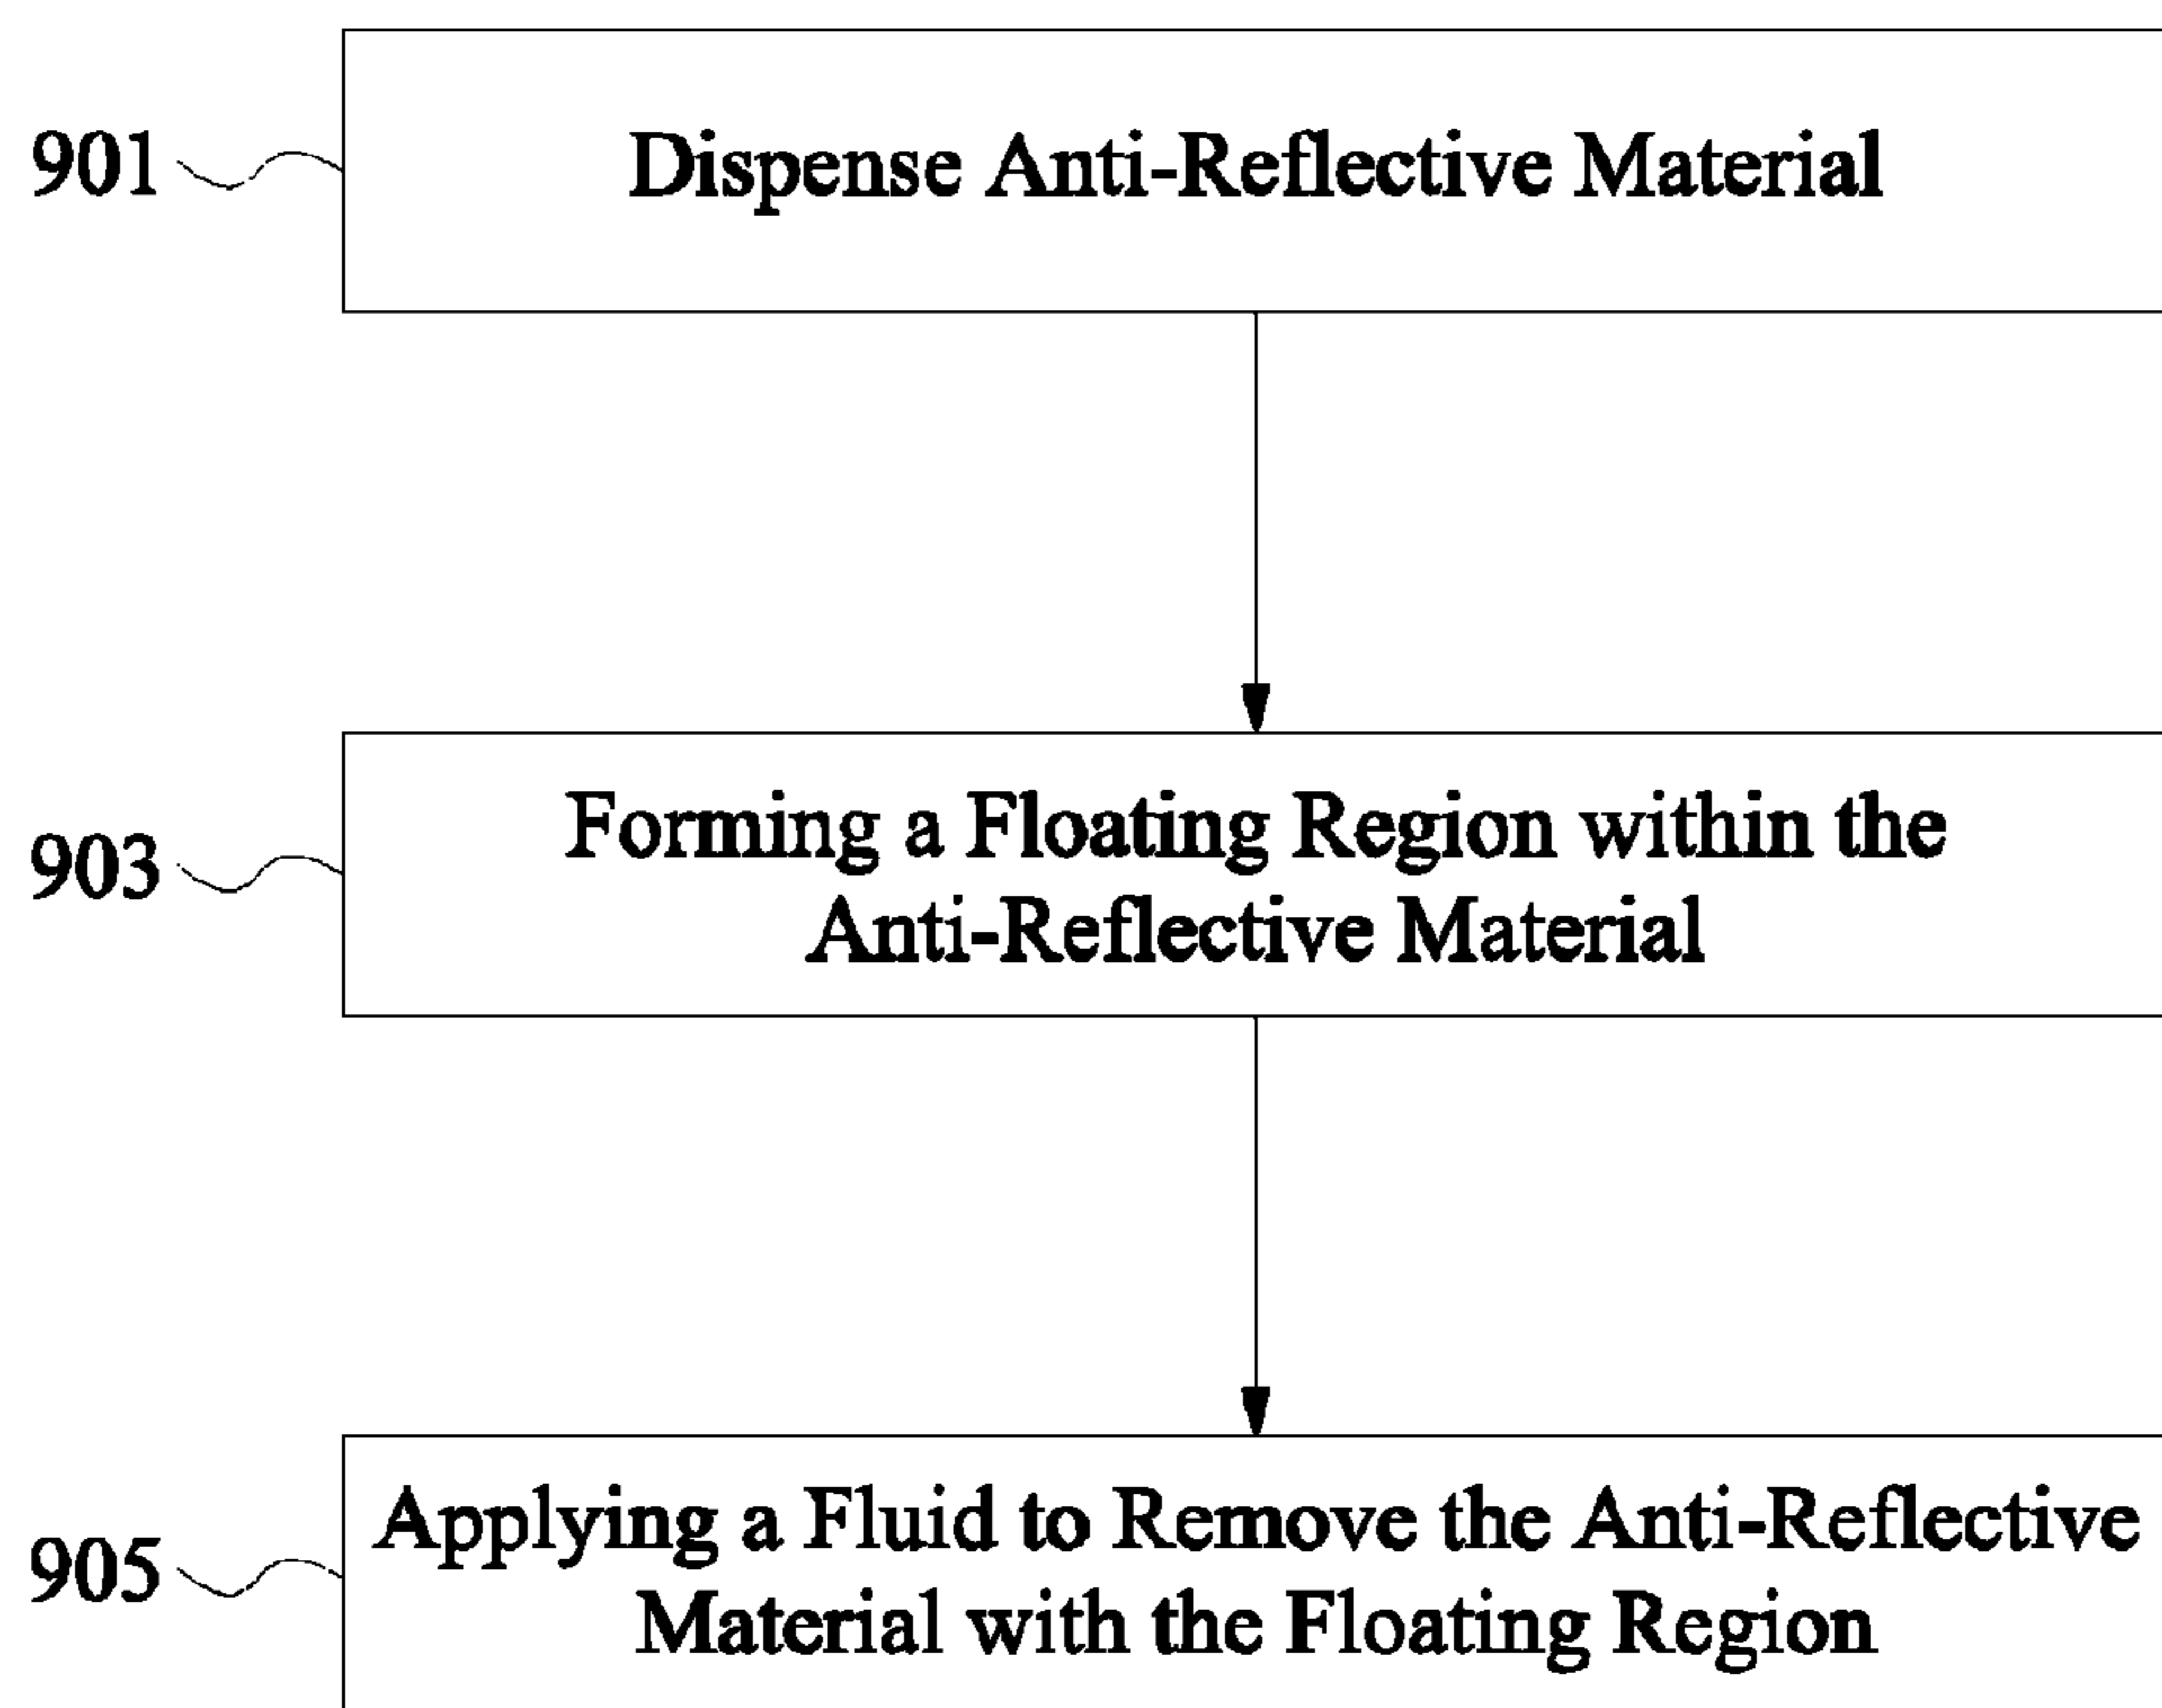 901
Dispense Anti-Reflective Material
903
Forming a Floating Region within the
Anti-Reflective Material
905
Applying a Fluid to Remove the Anti-Reflective
Material with the Floating Region